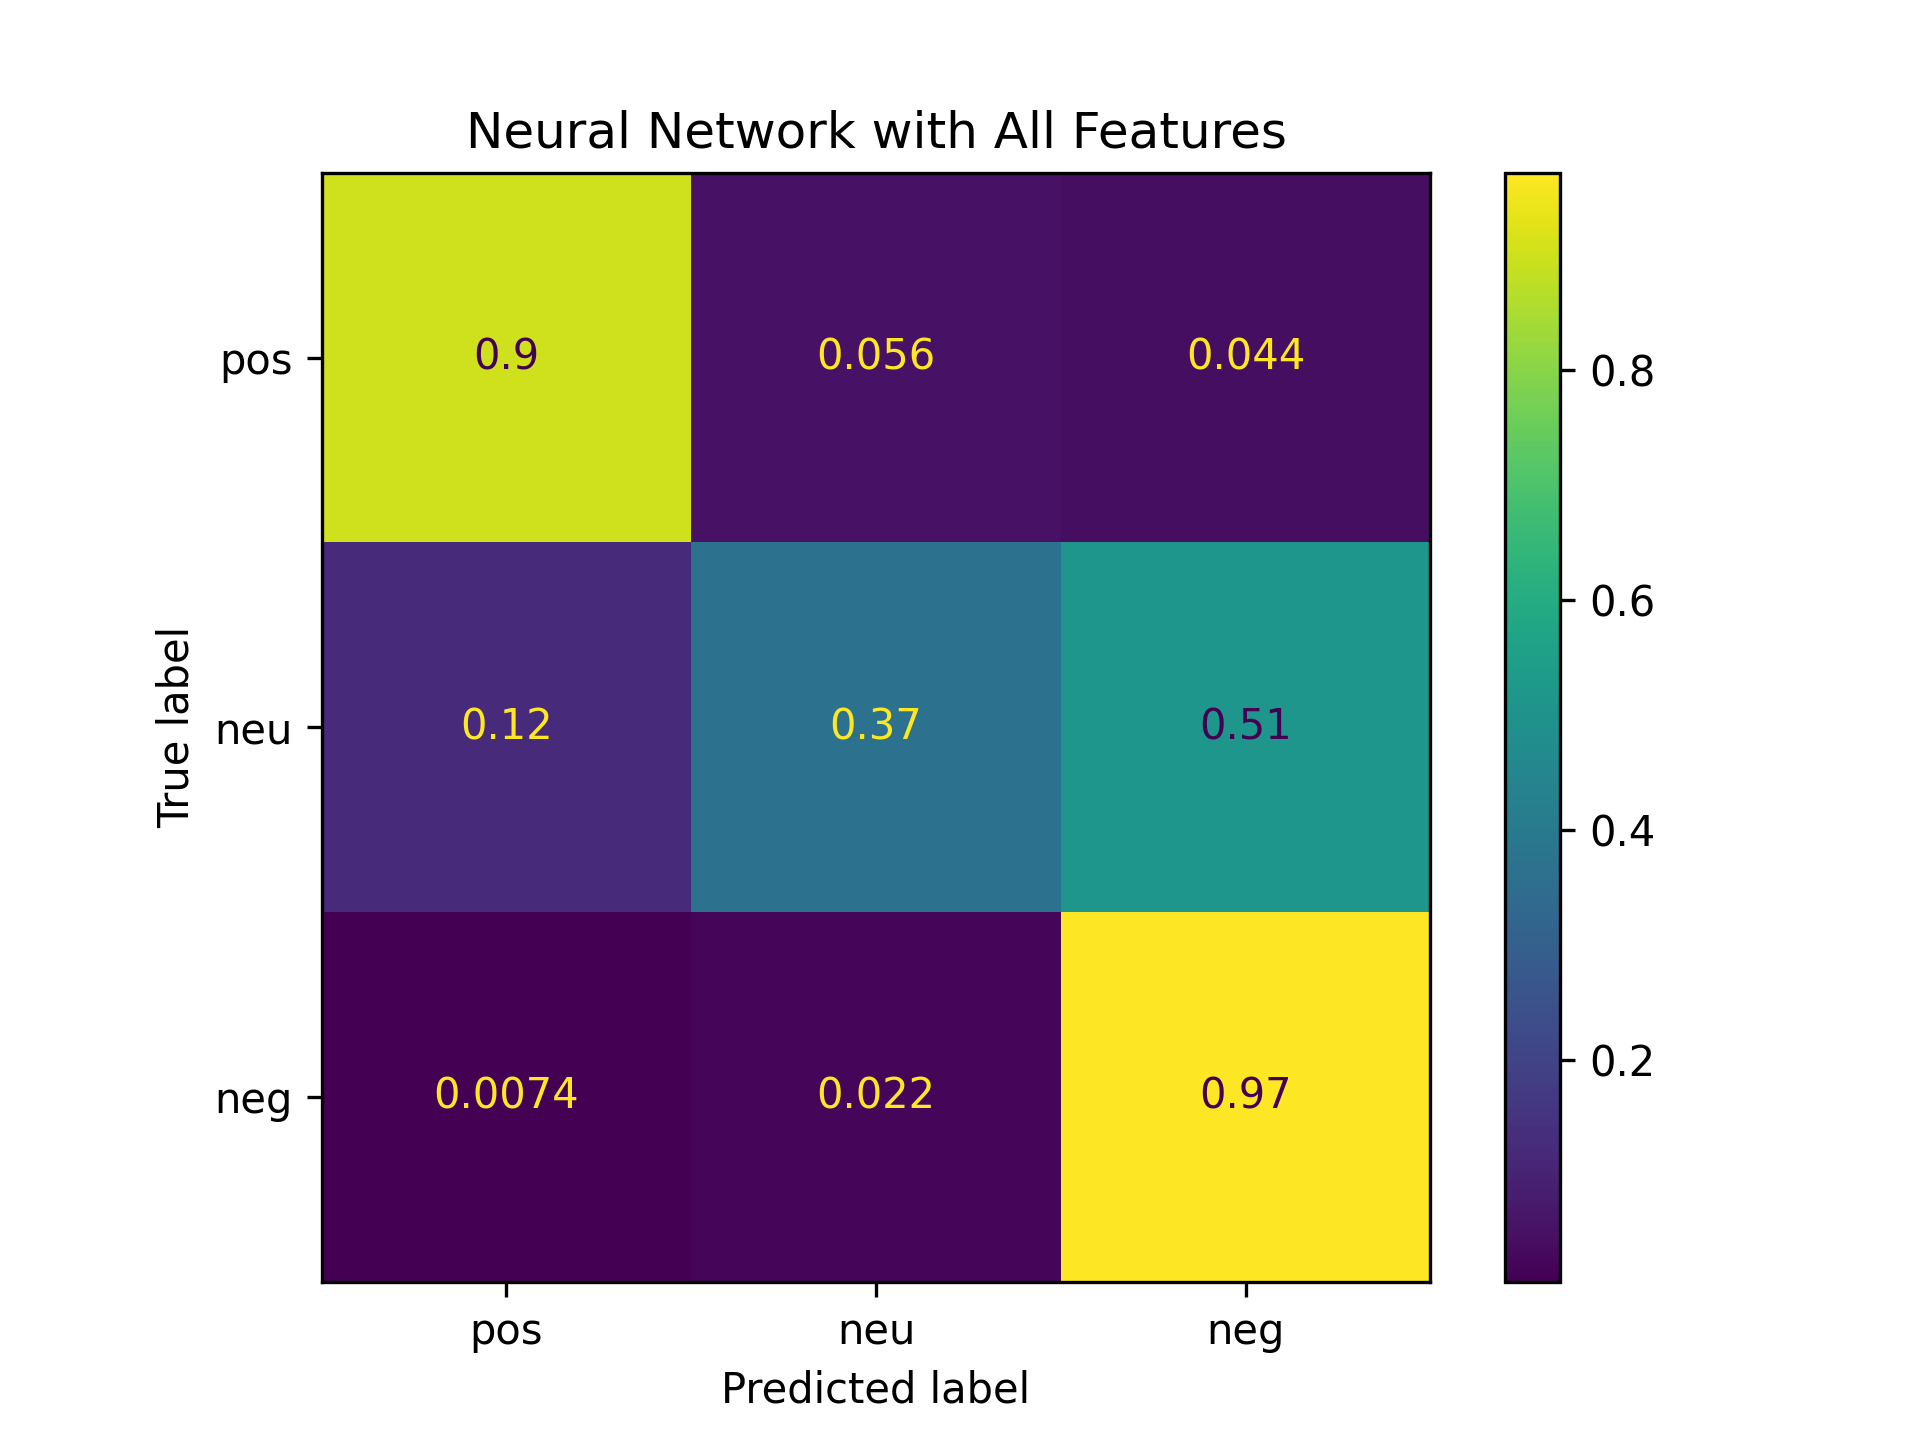 Neural Network with All Features
pos 0.9 0.056 0.044
neu 0.12 0.37 0.51
neg 0.0074 0.022 0.97
pos neu neg
Predicted label
True label
0.8
0.6
0.4
0.2